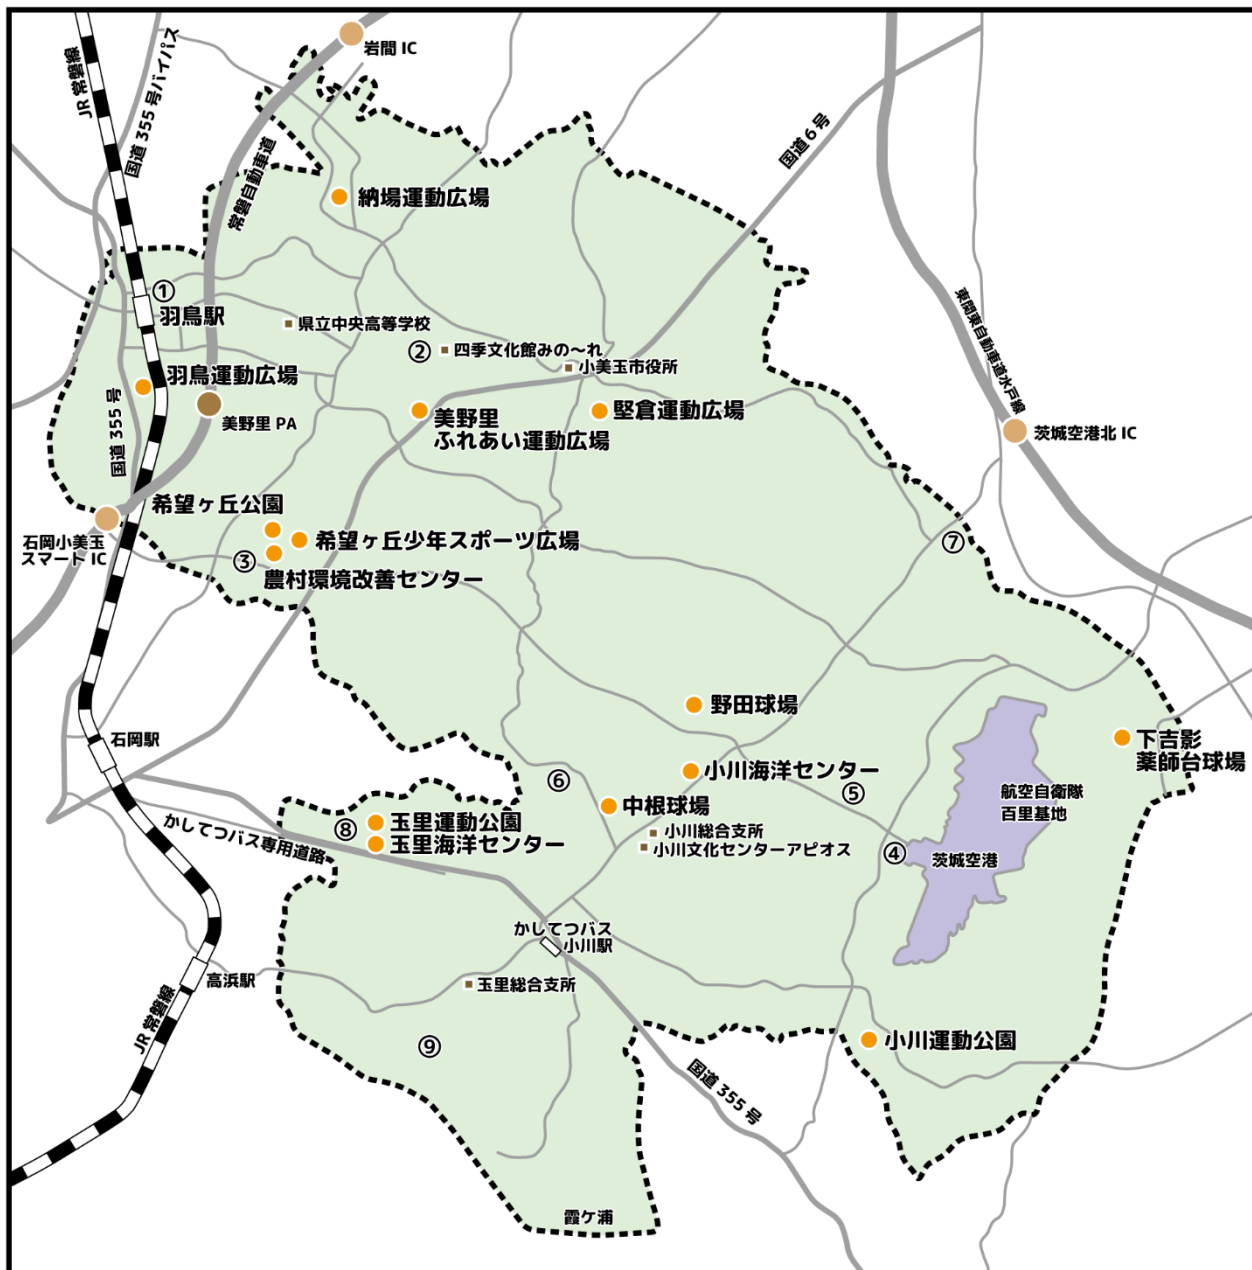 岩間 IC
JR 常磐線
国道 355 号バイパス
常磐自動車道
国道 6 号
納場運動広場
①
羽鳥駅
県立中央高等学校
②
四季文化館みの～れ
小美玉市役所
東関東自動車道水戸線
羽鳥運動広場
国道 355 号
美野里 PA
美野里
ふれあい運動広場
堅倉運動広場
茨城空港北 IC
希望ヶ丘公園
石岡小美玉
スマート IC
希望ヶ丘少年スポーツ広場
③
農村環境改善センター
⑦
野田球場
石岡駅
下吉影
薬師台球場
小川海洋センター
⑥
⑤
中根球場
航空自衛隊
百里基地
かしてつバス専用道路
⑧
玉里運動公園
玉里海洋センター
小川総合支所
小川文化センターアピオス
④
茨城空港
かしてつバス
小川駅
高浜駅
玉里総合支所
JR 常磐線
⑨
小川運動公園
国道 355 号
霞ケ浦